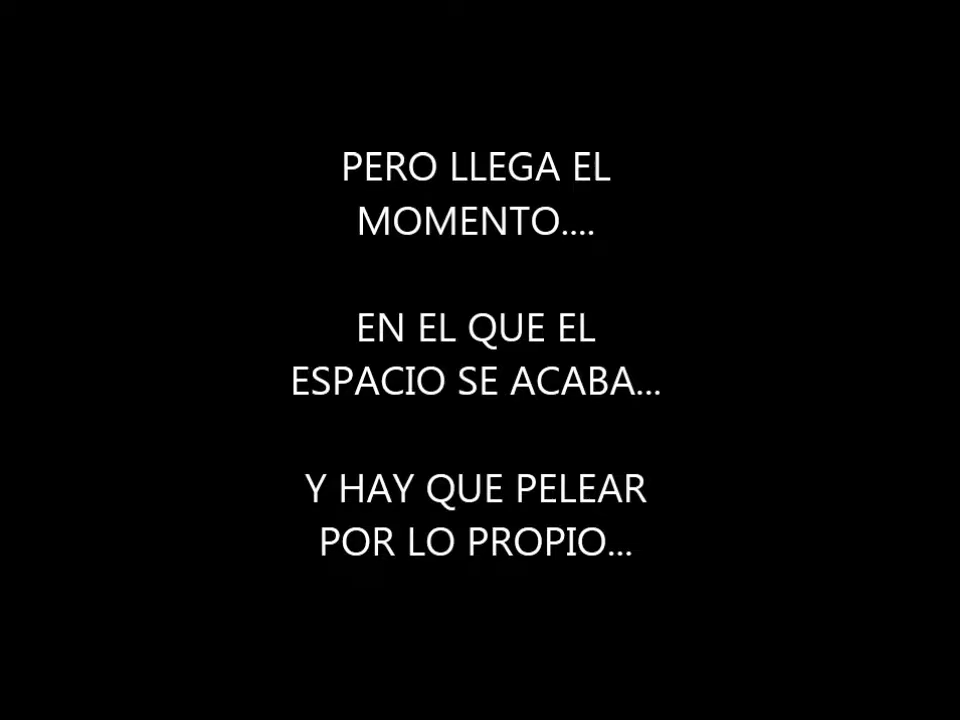 PERO LLEGA EL
MOMENTO....
EN EL QUE EL
ESPACIO SE ACABA...
Y HAY QUE PELEAR
POR LO PROPIO...